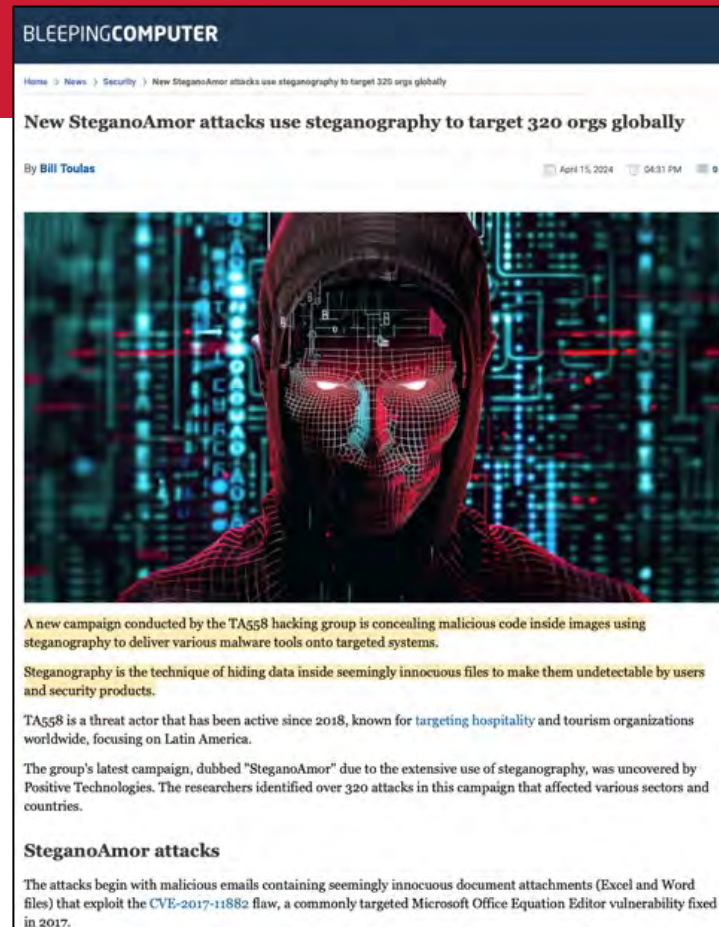 BLEEPINGCOMPUTER
Home > News > Security > New SteganoAmor attacks use steganography to target 320 orgs globally
New SteganoAmor attacks use steganography to target 320 orgs globally
By Bill Toulas
April 15, 2024 04:31 PM 0
A new campaign conducted by the TA558 hacking group is concealing malicious code inside images using
steganography to deliver various malware tools onto targeted systems.
Steganography is the technique of hiding data inside seemingly innocuous files to make them undetectable by users
and security products.
TA558 is a threat actor that has been active since 2018, known for targeting hospitality and tourism organizations
worldwide, focusing on Latin America.
The group's latest campaign, dubbed "SteganoAmor" due to the extensive use of steganography, was uncovered by
Positive Technologies. The researchers identified over 320 attacks in this campaign that affected various sectors and
countries.
SteganoAmor attacks
The attacks begin with malicious emails containing seemingly innocuous document attachments (Excel and Word
files) that exploit the CVE-2017-11882 flaw, a commonly targeted Microsoft Office Equation Editor vulnerability fixed
in 2017.